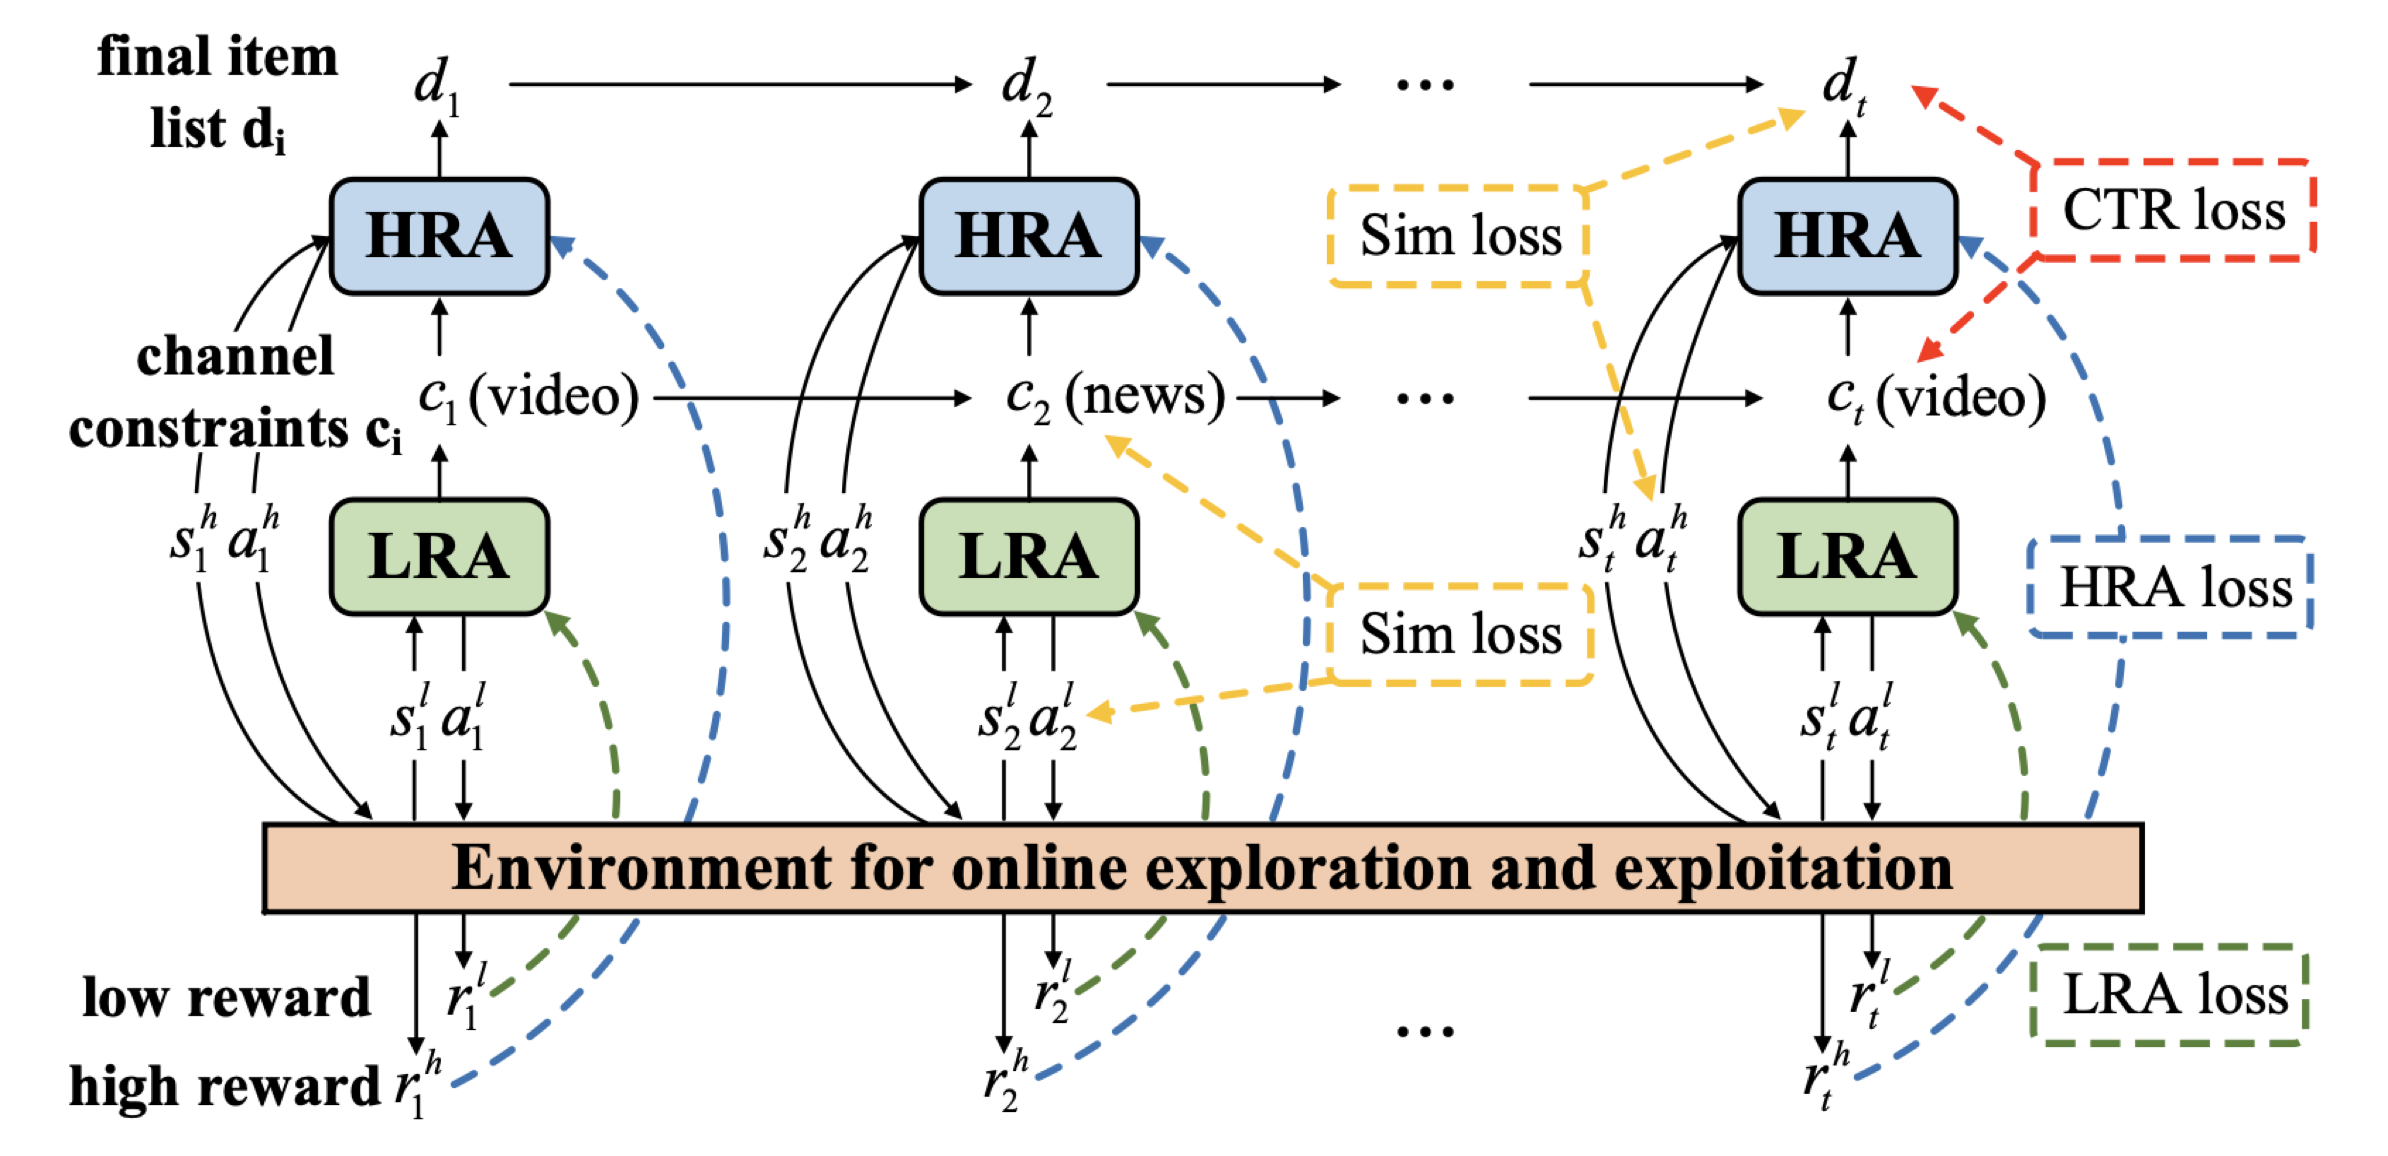 final item
list dᵢ
d₁
d₂
...
dₜ
HRA
HRA
Sim loss
HRA
CTR loss
channel
constraints cᵢ
c₁ (video)
c₂ (news)
...
cₜ (video)
s₁ʰ a₁ʰ
LRA
s₂ʰ a₂ʰ
LRA
Sim loss
sₜʰ aₜʰ
LRA
HRA loss
s₁ˡ a₁ˡ
s₂ˡ a₂ˡ
sₜˡ aₜˡ
Environment for online exploration and exploitation
low reward r₁ˡ
r₂ˡ
rₜˡ
LRA loss
...
high reward r₁ʰ
r₂ʰ
rₜʰ